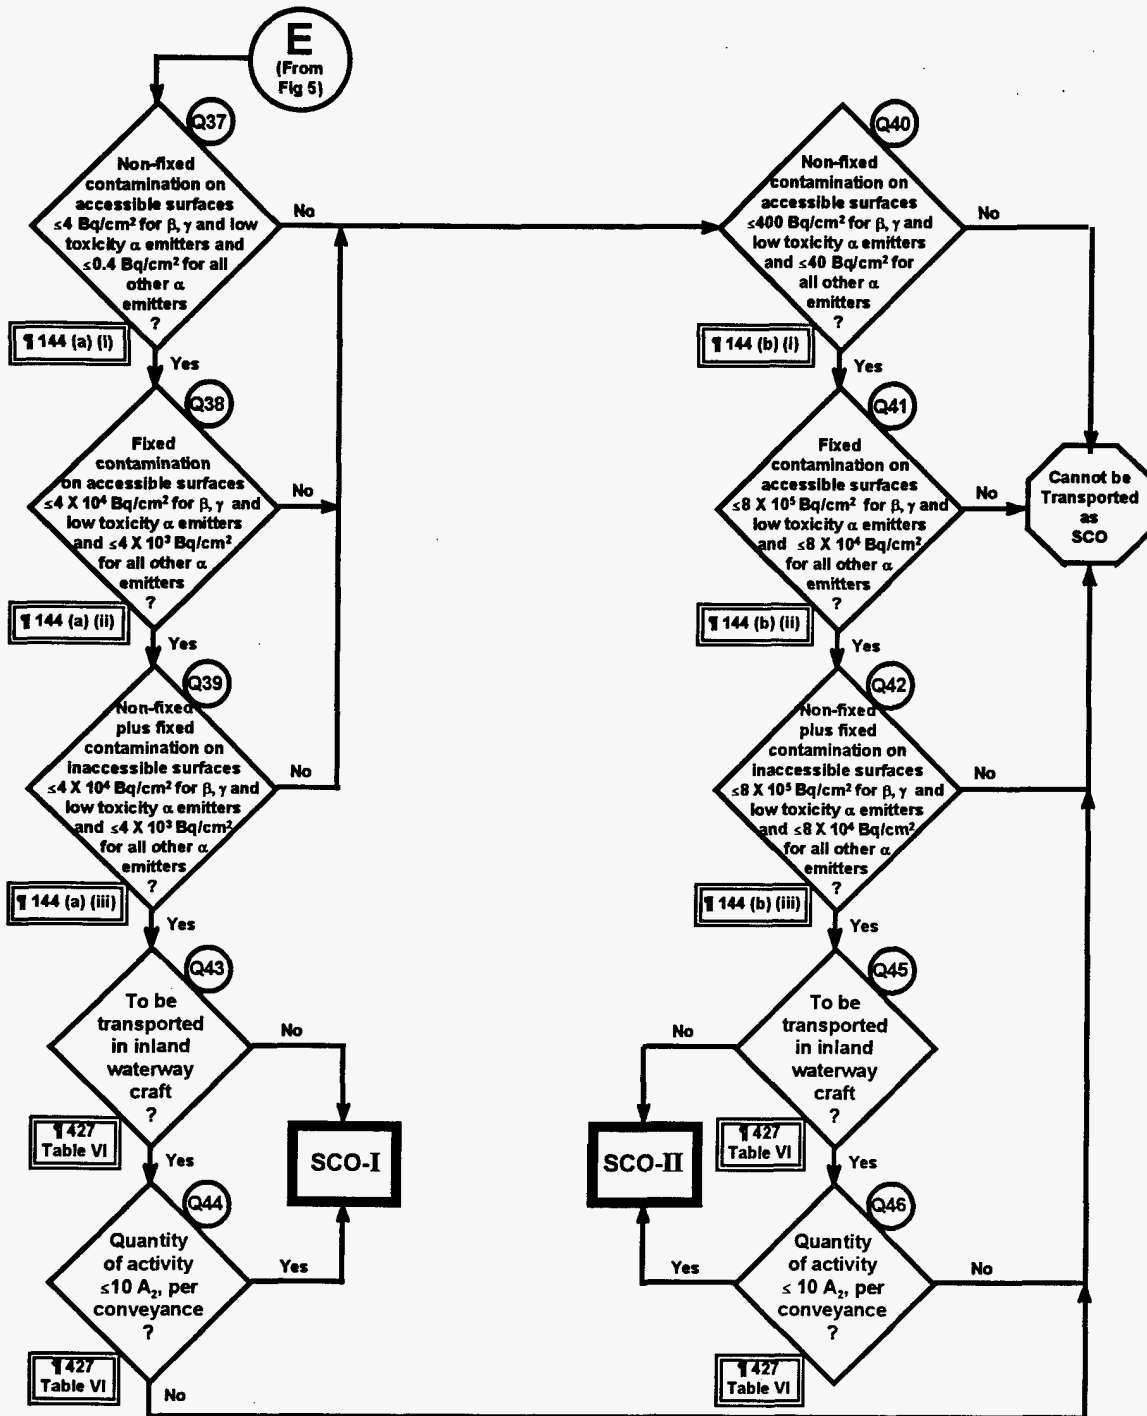 E
(From
Fig 5)
Q37
Non-fixed
contamination on
accessible surfaces
≤4 Bq/cm² for β, γ and low
toxicity α emitters and
≤0.4 Bq/cm² for all
other α
emitters
?
No
¶ 144 (a) (i)
Yes
Q38
Fixed
contamination
on accessible surfaces
≤4 X 10⁴ Bq/cm² for β, γ and
low toxicity α emitters
and ≤4 X 10³ Bq/cm²
for all other α
emitters
?
No
¶ 144 (a) (ii)
Yes
Q39
Non-fixed
plus fixed
contamination on
inaccessible surfaces
≤4 X 10⁴ Bq/cm² for β, γ and
low toxicity α emitters
and ≤4 X 10³ Bq/cm²
for all other α
emitters
?
No
¶ 144 (a) (iii)
Yes
Q43
To be
transported
in inland
waterway
craft
?
No
¶ 427
Table VI
Yes
SCO-I
Q44
Quantity
of activity
≤10 A₂, per
conveyance
?
Yes
¶ 427
Table VI
No
Q40
Non-fixed
contamination on
accessible surfaces
≤400 Bq/cm² for β, γ and
low toxicity α emitters
and ≤40 Bq/cm² for
all other α
emitters
?
No
¶ 144 (b) (i)
Yes
Q41
Fixed
contamination on
accessible surfaces
≤8 X 10⁵ Bq/cm² for β, γ and
low toxicity α emitters
and ≤8 X 10⁴ Bq/cm²
for all other α
emitters
?
No
Cannot be
Transported
as
SCO
¶ 144 (b) (ii)
Yes
Q42
Non-fixed
plus fixed
contamination on
inaccessible surfaces
≤8 X 10⁵ Bq/cm² for β, γ and
low toxicity α emitters
and ≤8 X 10⁴ Bq/cm²
for all other α
emitters
?
No
¶ 144 (b) (iii)
Yes
Q45
To be
transported
in inland
waterway
craft
?
No
¶ 427
Table VI
Yes
SCO-II
Q46
Quantity
of activity
≤ 10 A₂, per
conveyance
?
Yes
No
¶ 427
Table VI